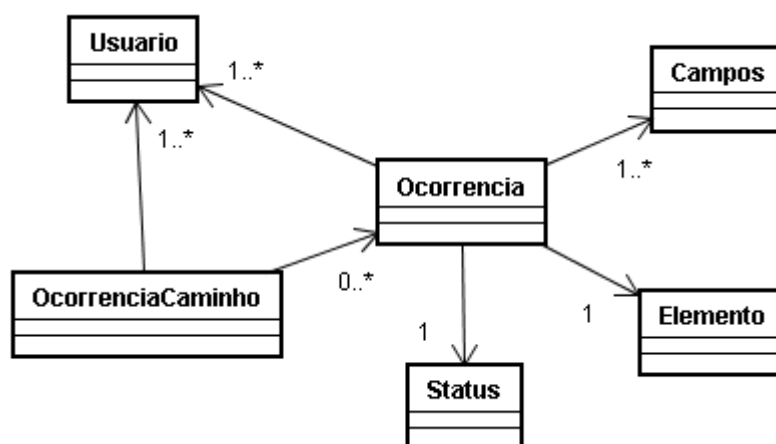 Usuario
1..*
Campos
1..*
Ocorrencia
1..*
OcorrenciaCaminho
0..*
1
Elemento
1
Status